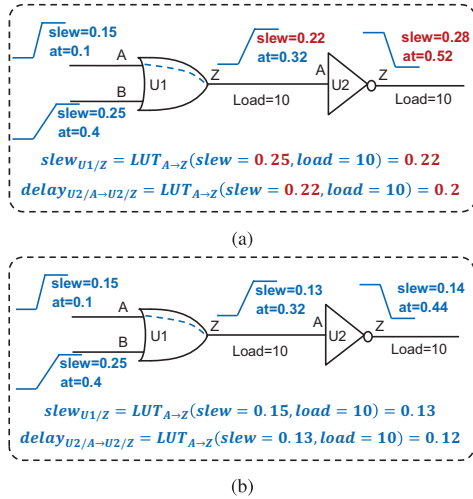 slew=0.15
at=0.1
slew=0.22
at=0.32
slew=0.28
at=0.52
A
B
U1
Z
A
U2
Z
Load=10
Load=10
slew=0.25
at=0.4
slew_{U1/Z} = LUT_{A→Z}(slew = 0.25, load = 10) = 0.22
delay_{U2/A→U2/Z} = LUT_{A→Z}(slew = 0.22, load = 10) = 0.2
(a)
slew=0.15
at=0.1
slew=0.13
at=0.32
slew=0.14
at=0.44
A
B
U1
Z
A
U2
Z
Load=10
Load=10
slew=0.25
at=0.4
slew_{U1/Z} = LUT_{A→Z}(slew = 0.15, load = 10) = 0.13
delay_{U2/A→U2/Z} = LUT_{A→Z}(slew = 0.13, load = 10) = 0.12
(b)